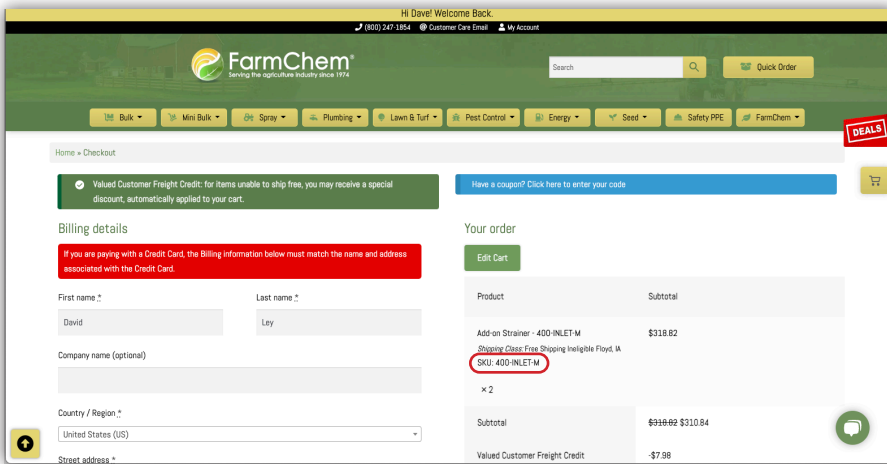 Hi Dave! Welcome Back.
(800) 247-1854 @ Customer Care Email My Account
FarmChem®
Serving the agriculture industry since 1974
Search
Quick Order
Bulk Mini Bulk Spray Plumbing Lawn & Turf Pest Control Energy Seed Safety PPE FarmChem
DEALS
Home » Checkout
Valued Customer Freight Credit: for items unable to ship free, you may receive a special
discount, automatically applied to your cart.
Have a coupon? Click here to enter your code
Billing details
If you are paying with a Credit Card, the Billing information below must match the name and address
associated with the Credit Card.
First name * Last name *
David Ley
Company name (optional)
Country / Region *
United States (US)
Street address *
Your order
Edit Cart
Product Subtotal
Add-on Strainer - 400-INLET-M $318.82
Shipping Class: Free Shipping Ineligible Floyd, IA
SKU: 400-INLET-M
× 2
Subtotal $318.82 $310.84
Valued Customer Freight Credit -$7.98